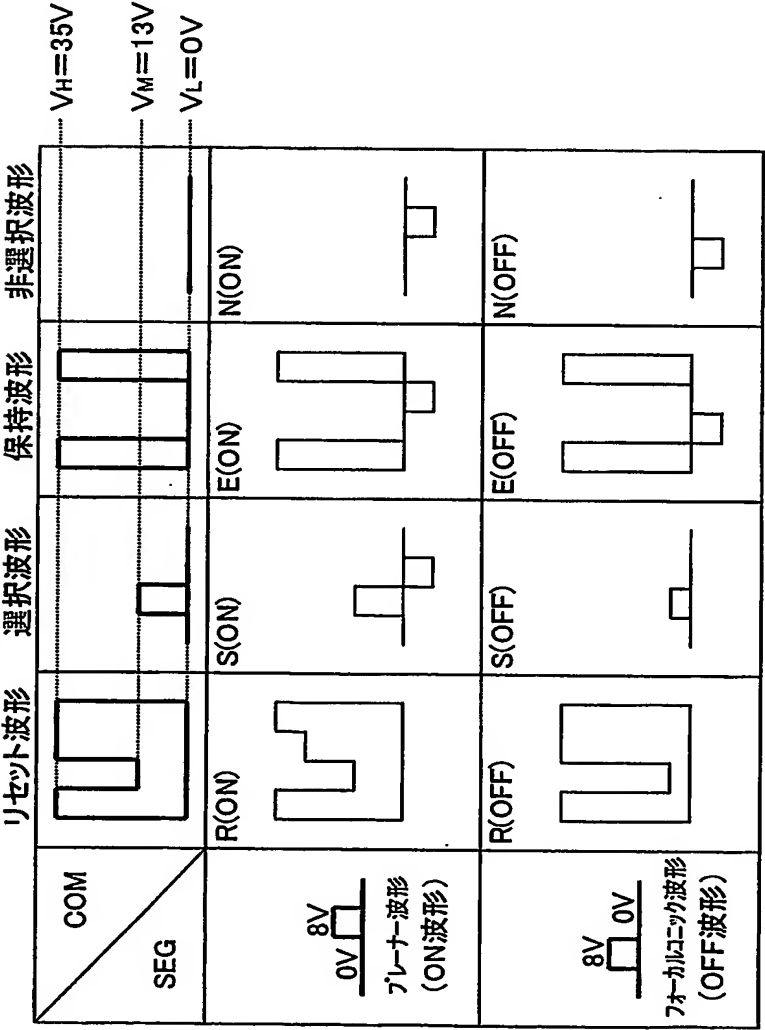 リセット波形
選択波形
保持波形
非選択波形
COM
SEG
VH=35V
VM=13V
VL=0V
8V
0V
プレーナー波形
(ON波形)
R(ON)
S(ON)
E(ON)
N(ON)
8V
0V
フォーカルコニック波形
(OFF波形)
R(OFF)
S(OFF)
E(OFF)
N(OFF)